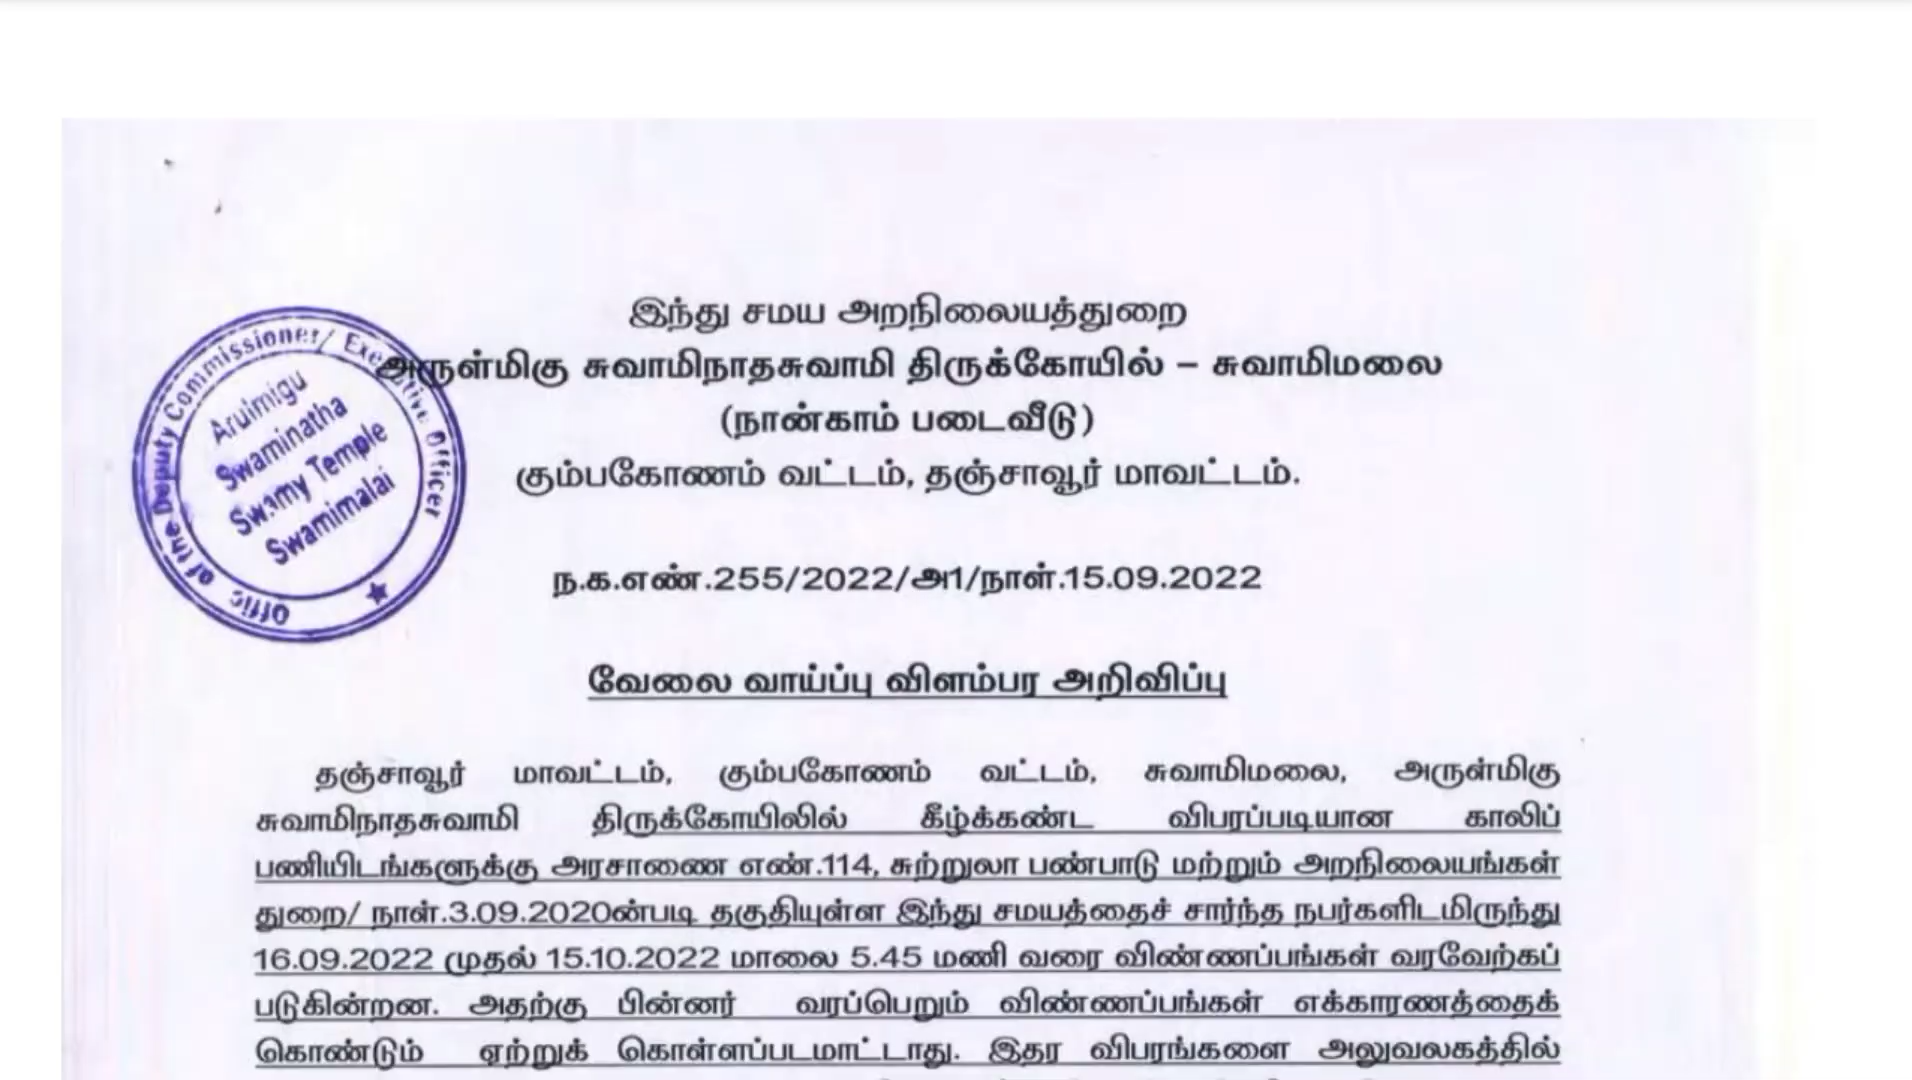 இந்து சமய அறநிலையத்துறை
அருள்மிகு சுவாமிநாதசுவாமி திருக்கோயில் – சுவாமிமலை
(நான்காம் படைவீடு)
கும்பகோணம் வட்டம், தஞ்சாவூர் மாவட்டம்.
Office of the Deputy Commissioner/ Executive Officer
Arulmigu
Swaminatha
Swamy Temple
Swamimalai
ந.க.எண்.255/2022/அ1/நாள்.15.09.2022
வேலை வாய்ப்பு விளம்பர அறிவிப்பு
தஞ்சாவூர் மாவட்டம், கும்பகோணம் வட்டம், சுவாமிமலை, அருள்மிகு
சுவாமிநாதசுவாமி திருக்கோயிலில் கீழ்க்கண்ட விபரப்படியான காலிப்
பணியிடங்களுக்கு அரசாணை எண்.114, சுற்றுலா பண்பாடு மற்றும் அறநிலையங்கள்
துறை/ நாள்.3.09.2020ன்படி தகுதியுள்ள இந்து சமயத்தைச் சார்ந்த நபர்களிடமிருந்து
16.09.2022 முதல் 15.10.2022 மாலை 5.45 மணி வரை விண்ணப்பங்கள் வரவேற்கப்
படுகின்றன. அதற்கு பின்னர் வரப்பெறும் விண்ணப்பங்கள் எக்காரணத்தைக்
கொண்டும் ஏற்றுக் கொள்ளப்படமாட்டாது. இதர விபரங்களை அலுவலகத்தில்